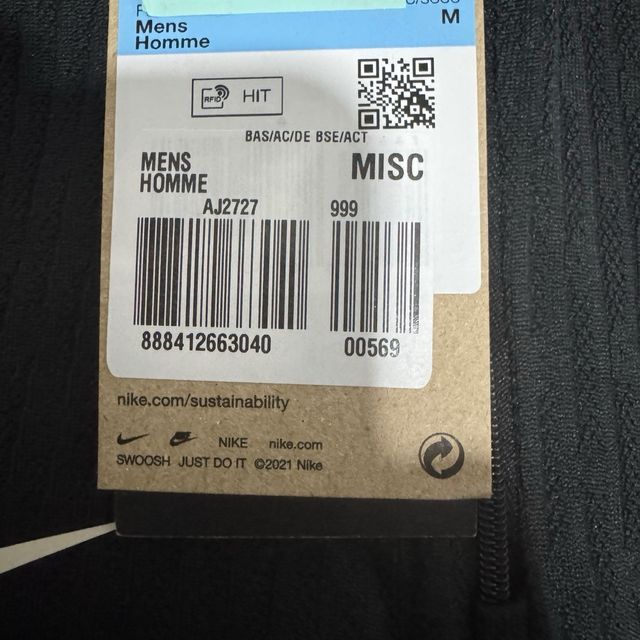 Mens
M
Homme
RFID HIT
BAS/AC/DE BSE/ACT
MENS
HOMME
MISC
AJ2727
999
888412663040
00569
nike.com/sustainability
NIKE nike.com
SWOOSH JUST DO IT ©2021 Nike